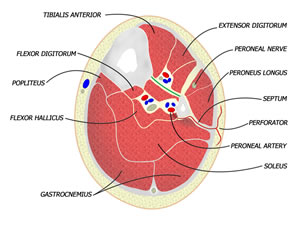 TIBIALIS ANTERIOR
EXTENSOR DIGITORUM
FLEXOR DIGITORUM
PERONEAL NERVE
POPLITEUS
PERONEUS LONGUS
SEPTUM
FLEXOR HALLICUS
PERFORATOR
PERONEAL ARTERY
SOLEUS
GASTROCNEMIUS